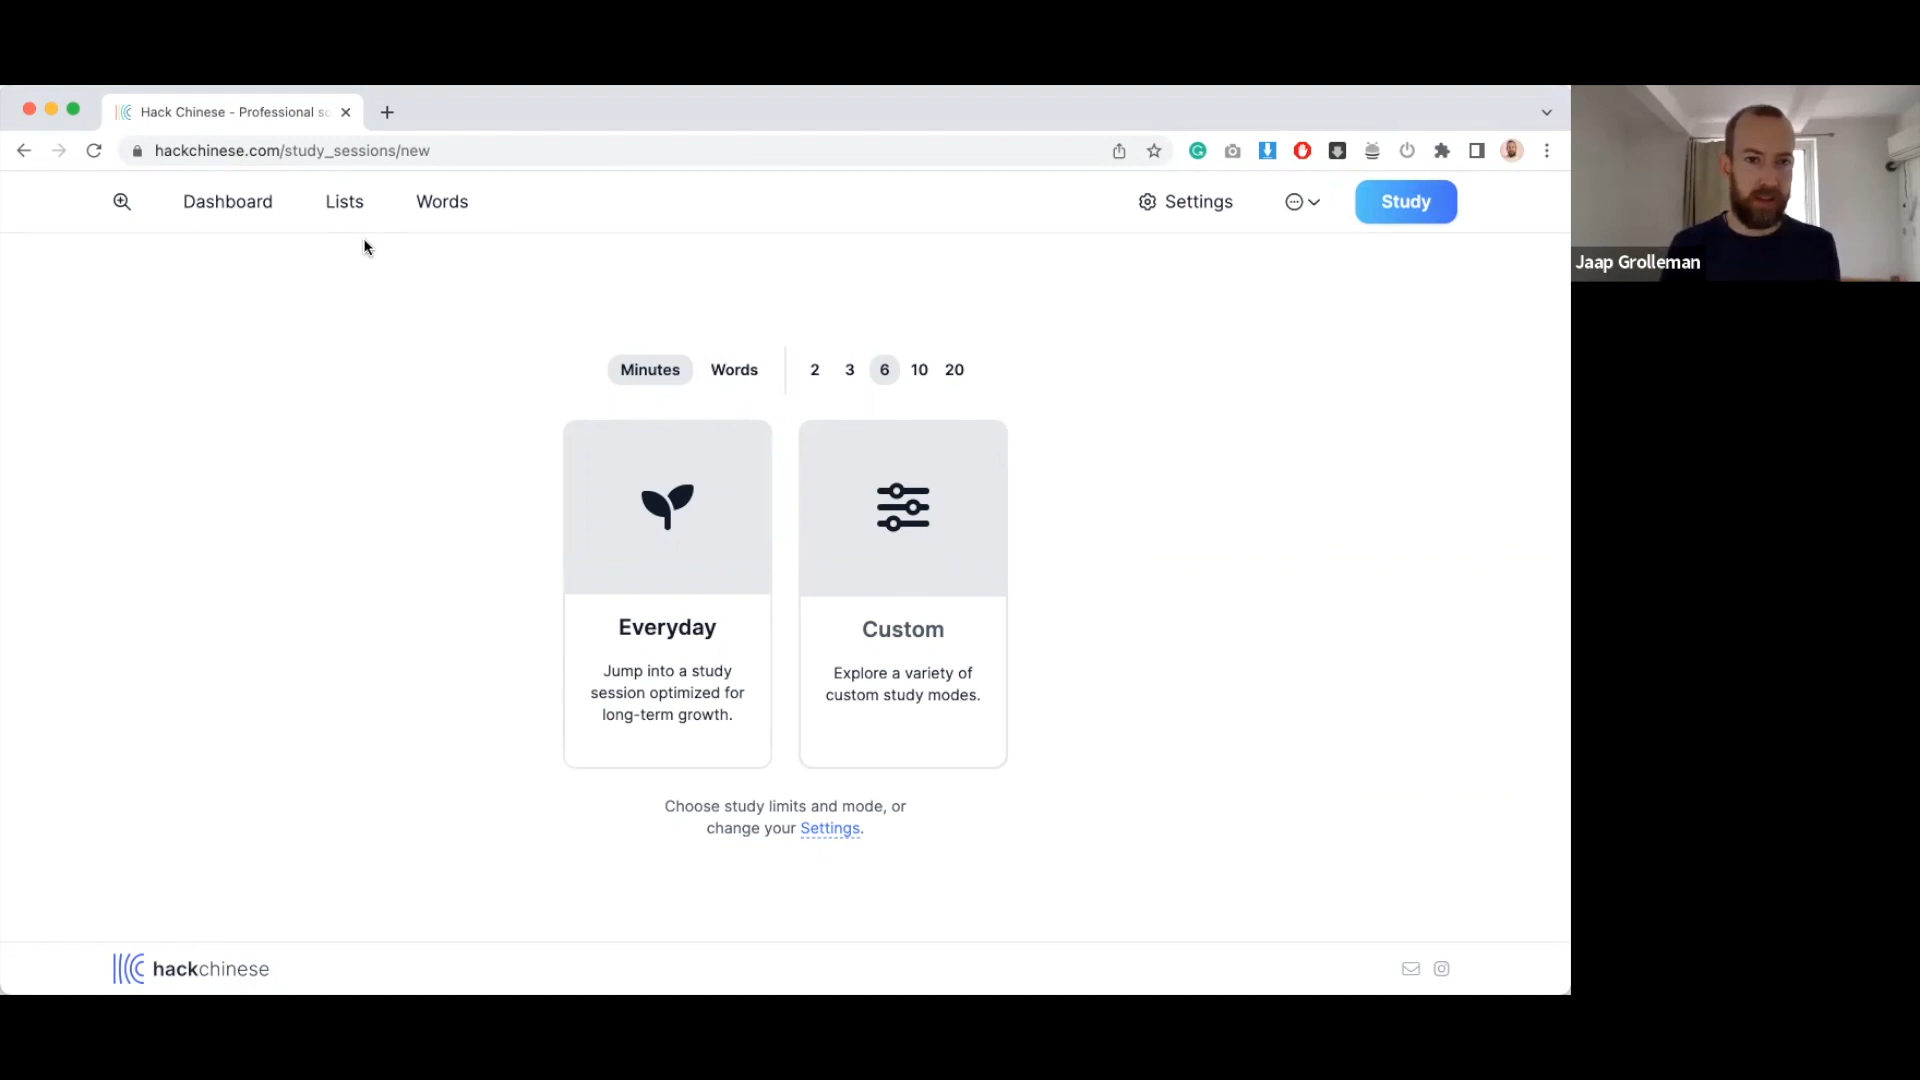 Hack Chinese - Professional so
hackchinese.com/study_sessions/new
Dashboard Lists Words Settings Study
Jaap Grolleman
Minutes Words 2 3 6 10 20
Everyday
Jump into a study
session optimized for
long-term growth.
Custom
Explore a variety of
custom study modes.
Choose study limits and mode, or
change your Settings.
hackchinese